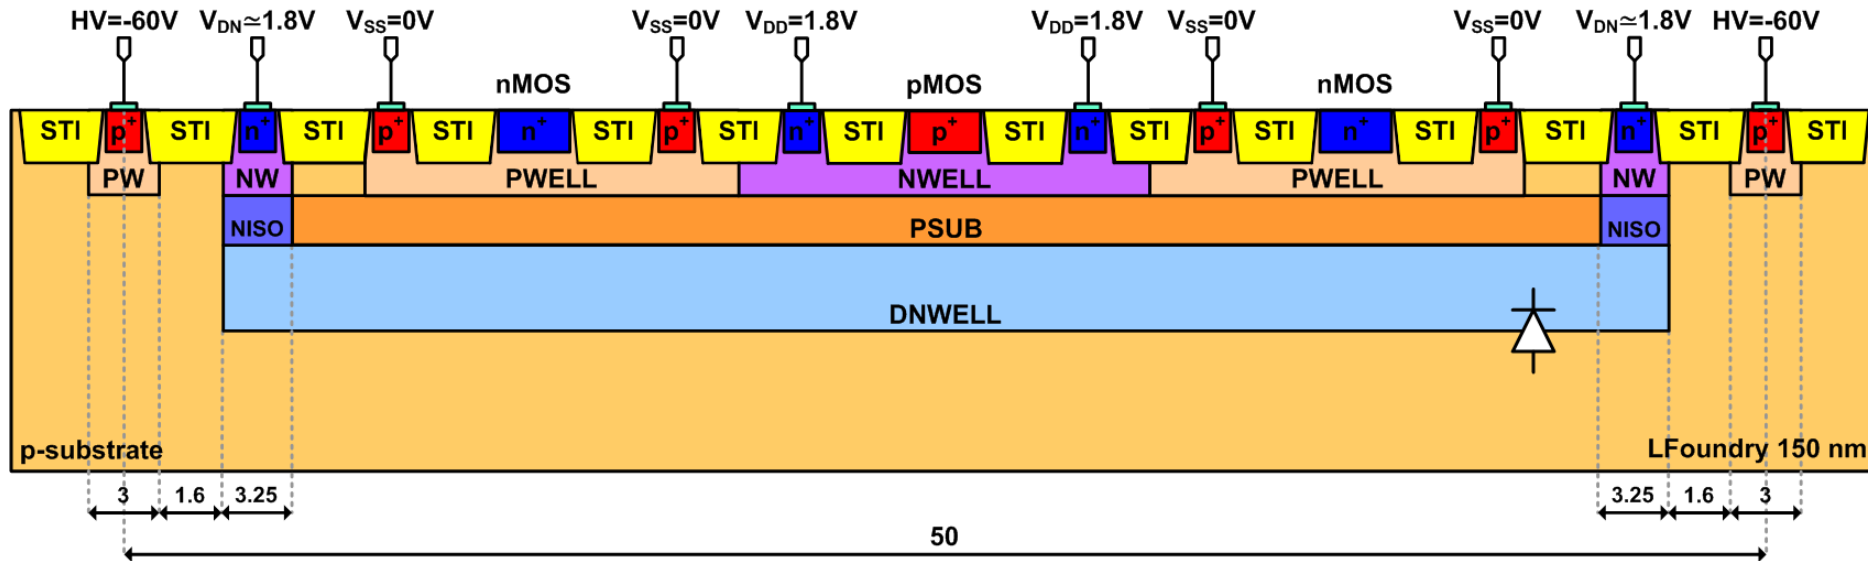 HV=-60V V_DN≃1.8V V_SS=0V V_SS=0V V_DD=1.8V V_DD=1.8V V_SS=0V V_SS=0V V_DN≃1.8V HV=-60V
nMOS pMOS nMOS
STI p+ STI n+ STI p+ STI n+ STI p+ STI n+ STI p+ STI n+ STI p+ STI n+ STI p+ STI n+ STI p+ STI
PW NW PWELL NWELL PWELL NW PW
NISO PSUB NISO
DNWELL
p-substrate LFoundry 150 nm
3 1.6 3.25 3.25 1.6 3
50